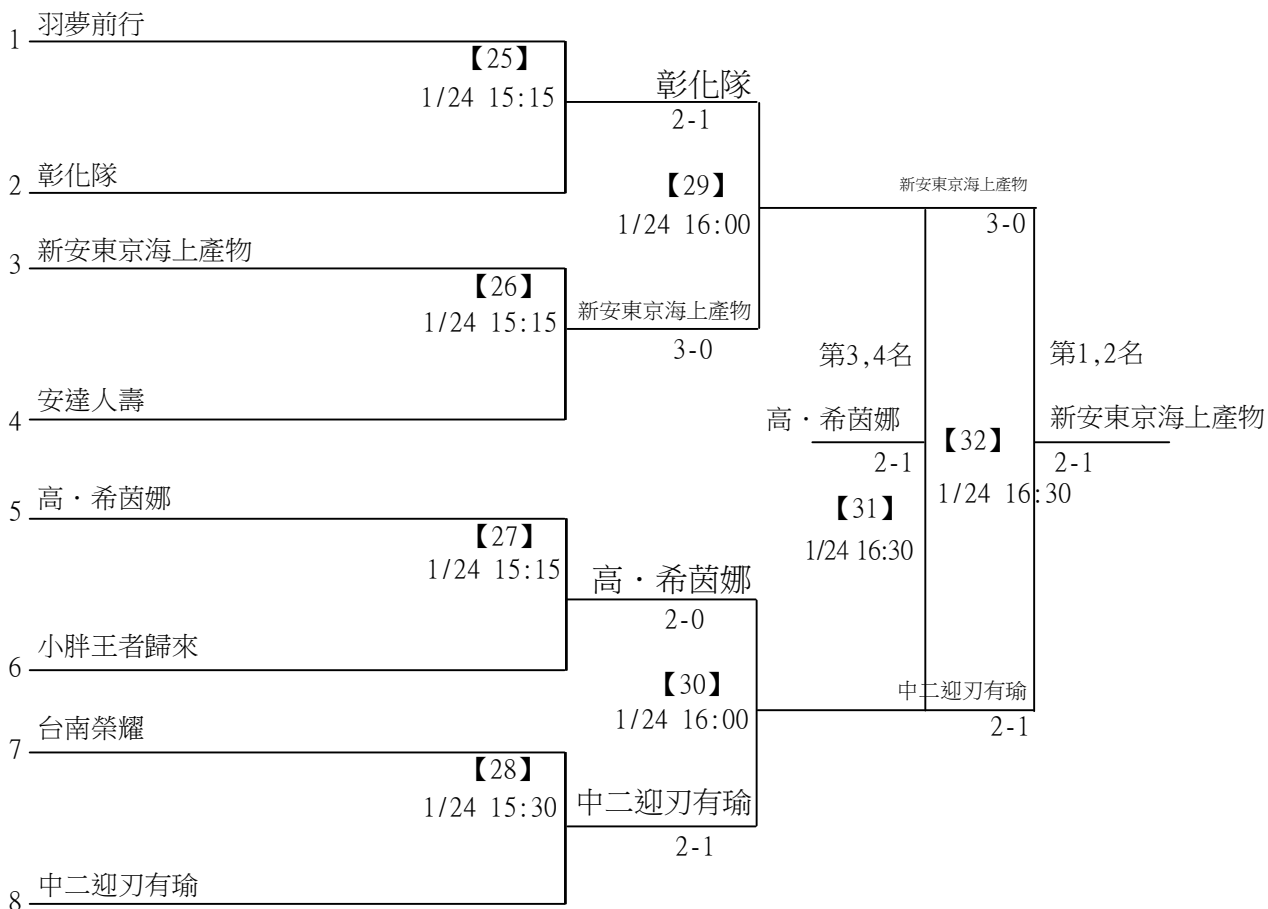 羽夢前行
1
【25】
1/24 15:15
彰化隊
2-1
彰化隊
2
【29】
1/24 16:00
新安東京海上產物
3-0
新安東京海上產物
3
【26】
1/24 15:15
新安東京海上產物
3-0
安達人壽
4
第3,4名
第1,2名
高·希茵娜
2-1
【32】
1/24 16:30
新安東京海上產物
2-1
【31】
1/24 16:30
高·希茵娜
5
【27】
1/24 15:15
高·希茵娜
2-0
小胖王者歸來
6
【30】
1/24 16:00
中二迎刃有瑜
2-1
台南榮耀
7
【28】
1/24 15:30
中二迎刃有瑜
2-1
中二迎刃有瑜
8